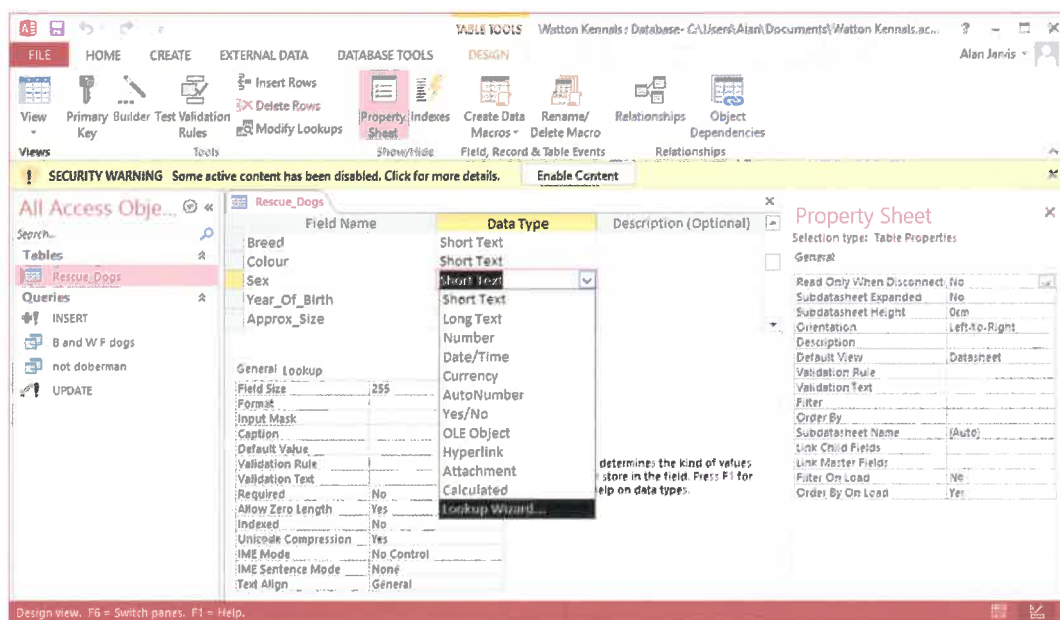 TABLE TOOLS Watton Kennals : Database- C:\Users\Alan\Documents\Watton Kennals.ac... ?
FILE HOME CREATE EXTERNAL DATA DATABASE TOOLS DESIGN Alan Jarvis
View Primary Key Builder Test Validation Rules
Insert Rows
Delete Rows
Modify Lookups
Property Sheet Indexes Create Data Macros Rename/ Delete Macro Relationships Object Dependencies
Views Tools Show/Hide Field, Record & Table Events Relationships
! SECURITY WARNING Some active content has been disabled. Click for more details. Enable Content
All Access Obje...
Search...
Tables
Rescue_Dogs
Queries
INSERT
B and W F dogs
not doberman
UPDATE
Rescue_Dogs
Field Name Data Type Description (Optional)
Breed Short Text
Colour Short Text
Sex Short Text
Year_Of_Birth
Approx_Size
Short Text
Long Text
Number
Date/Time
Currency
AutoNumber
Yes/No
OLE Object
Hyperlink
Attachment
Calculated
Lookup Wizard...
General Lookup
Field Size 255
Format
Input Mask
Caption
Default Value
Validation Rule
Validation Text
Required No
Allow Zero Length Yes
Indexed No
Unicode Compression Yes
IME Mode No Control
IME Sentence Mode None
Text Align General
determines the kind of values
store in the field. Press F1 for
elp on data types.
Property Sheet
Selection type: Table Properties
General
Read Only When Disconnect No
Subdatasheet Expanded No
Subdatasheet Height 0cm
Orientation Left-to-Right
Description
Default View Datasheet
Validation Rule
Validation Text
Filter
Order By
Subdatasheet Name [Auto]
Link Child Fields
Link Master Fields
Filter On Load No
Order By On Load Yes
Design view. F6 = Switch panes. F1 = Help.